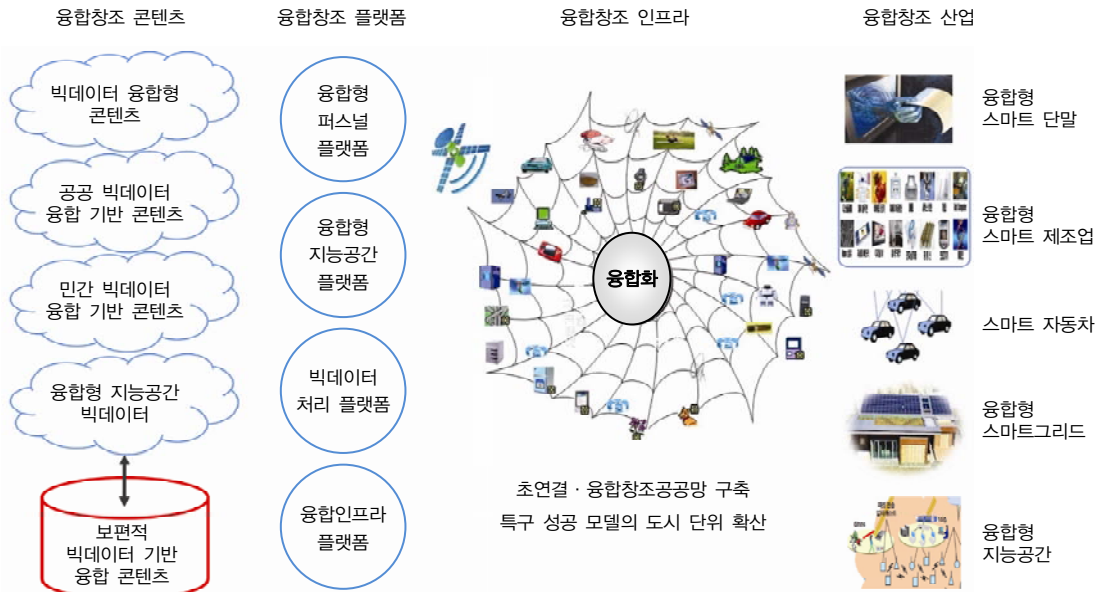 융합창조 콘텐츠
융합창조 플랫폼
융합창조 인프라
융합창조 산업
빅데이터 융합형
콘텐츠
공공 빅데이터
융합 기반 콘텐츠
민간 빅데이터
융합 기반 콘텐츠
융합형 지능공간
빅데이터
보편적
빅데이터 기반
융합 콘텐츠
융합형
퍼스널
플랫폼
융합형
지능공간
플랫폼
빅데이터
처리 플랫폼
융합인프라
플랫폼
융합화
초연결 · 융합창조공공망 구축
특구 성공 모델의 도시 단위 확산
융합형
스마트 단말
융합형
스마트 제조업
스마트 자동차
융합형
스마트그리드
융합형
지능공간